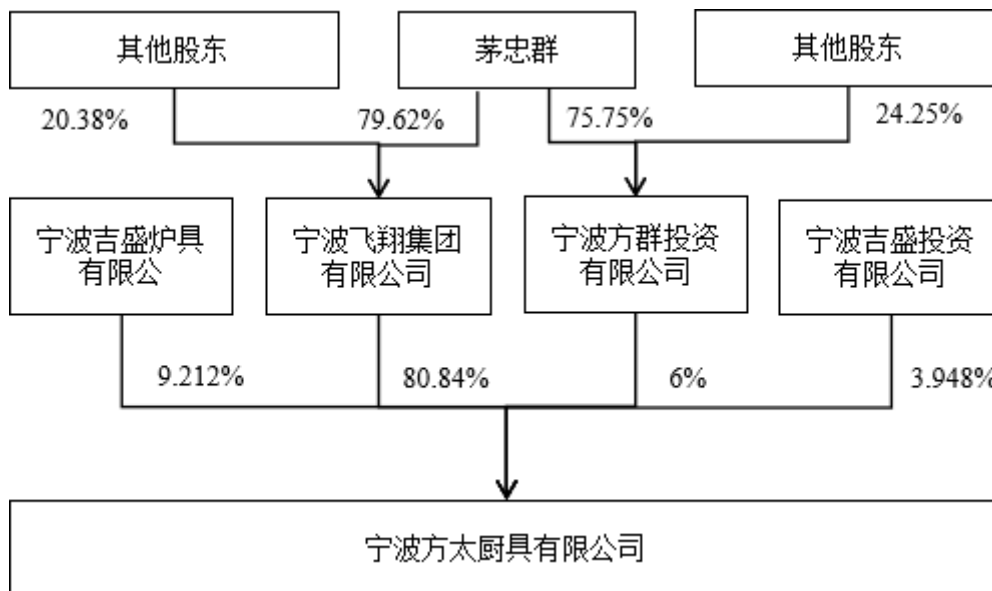 其他股东
茅忠群
其他股东
20.38%
79.62%
75.75%
24.25%
宁波吉盛炉具
有限公
宁波飞翔集团
有限公司
宁波方群投资
有限公司
宁波吉盛投资
有限公司
9.212%
80.84%
6%
3.948%
宁波方太厨具有限公司